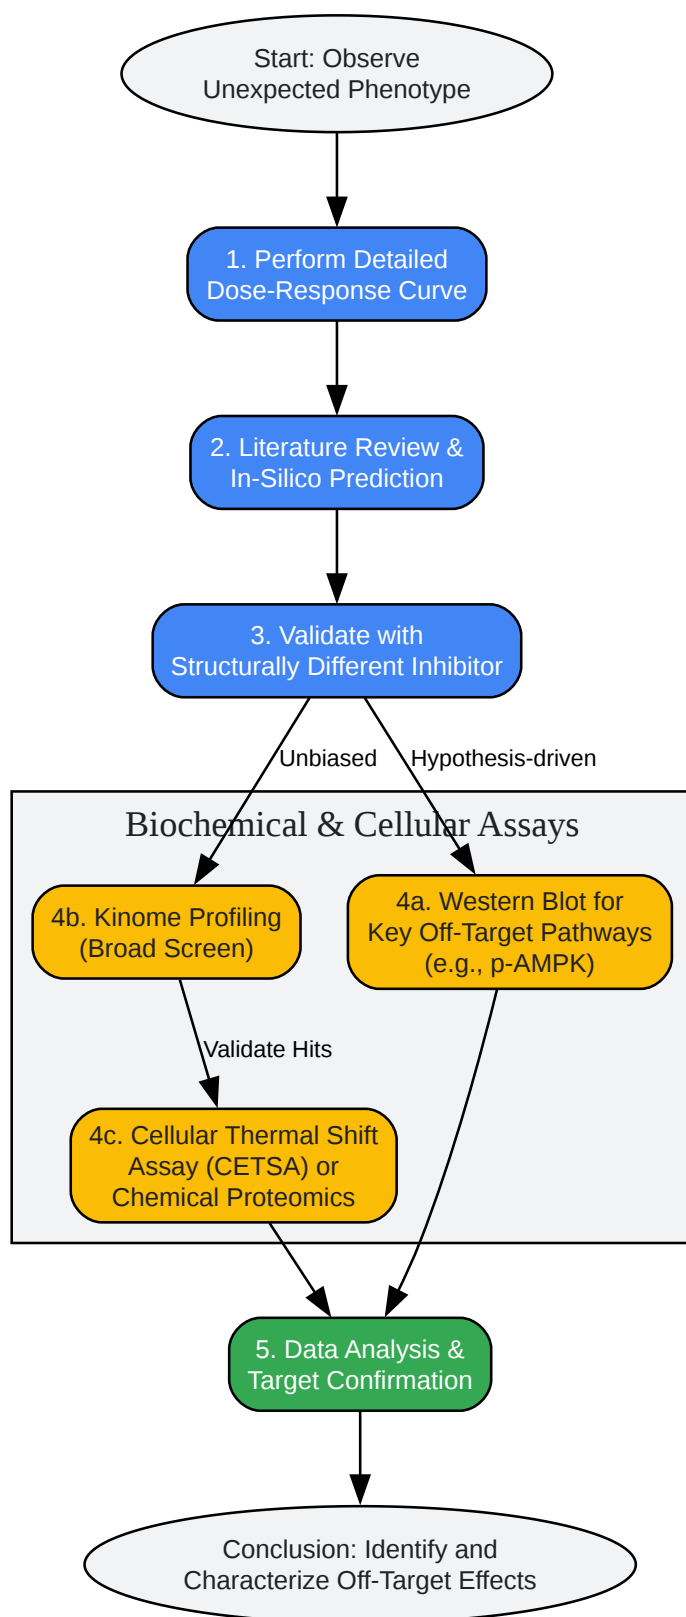 Start: Observe
Unexpected Phenotype
1. Perform Detailed
Dose-Response Curve
2. Literature Review &
In-Silico Prediction
3. Validate with
Structurally Different Inhibitor
Unbiased
Hypothesis-driven
Biochemical & Cellular Assays
4b. Kinome Profiling
(Broad Screen)
4a. Western Blot for
Key Off-Target Pathways
(e.g., p-AMPK)
Validate Hits
4c. Cellular Thermal Shift
Assay (CETSA) or
Chemical Proteomics
5. Data Analysis &
Target Confirmation
Conclusion: Identify and
Characterize Off-Target Effects